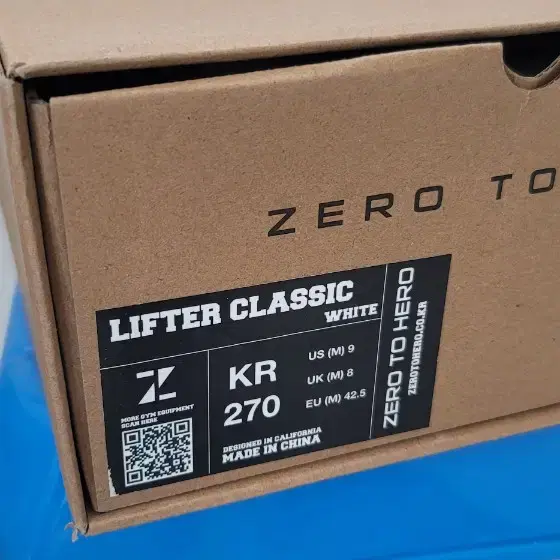 ZERO TO
LIFTER CLASSIC
WHITE
MORE GYM EQUIPMENT
SCAN HERE
KR
270
US (M) 9
UK (M) 8
EU (M) 42.5
DESIGNED IN CALIFORNIA
MADE IN CHINA
ZERO TO HERO
ZEROTOHERO.CO.KR